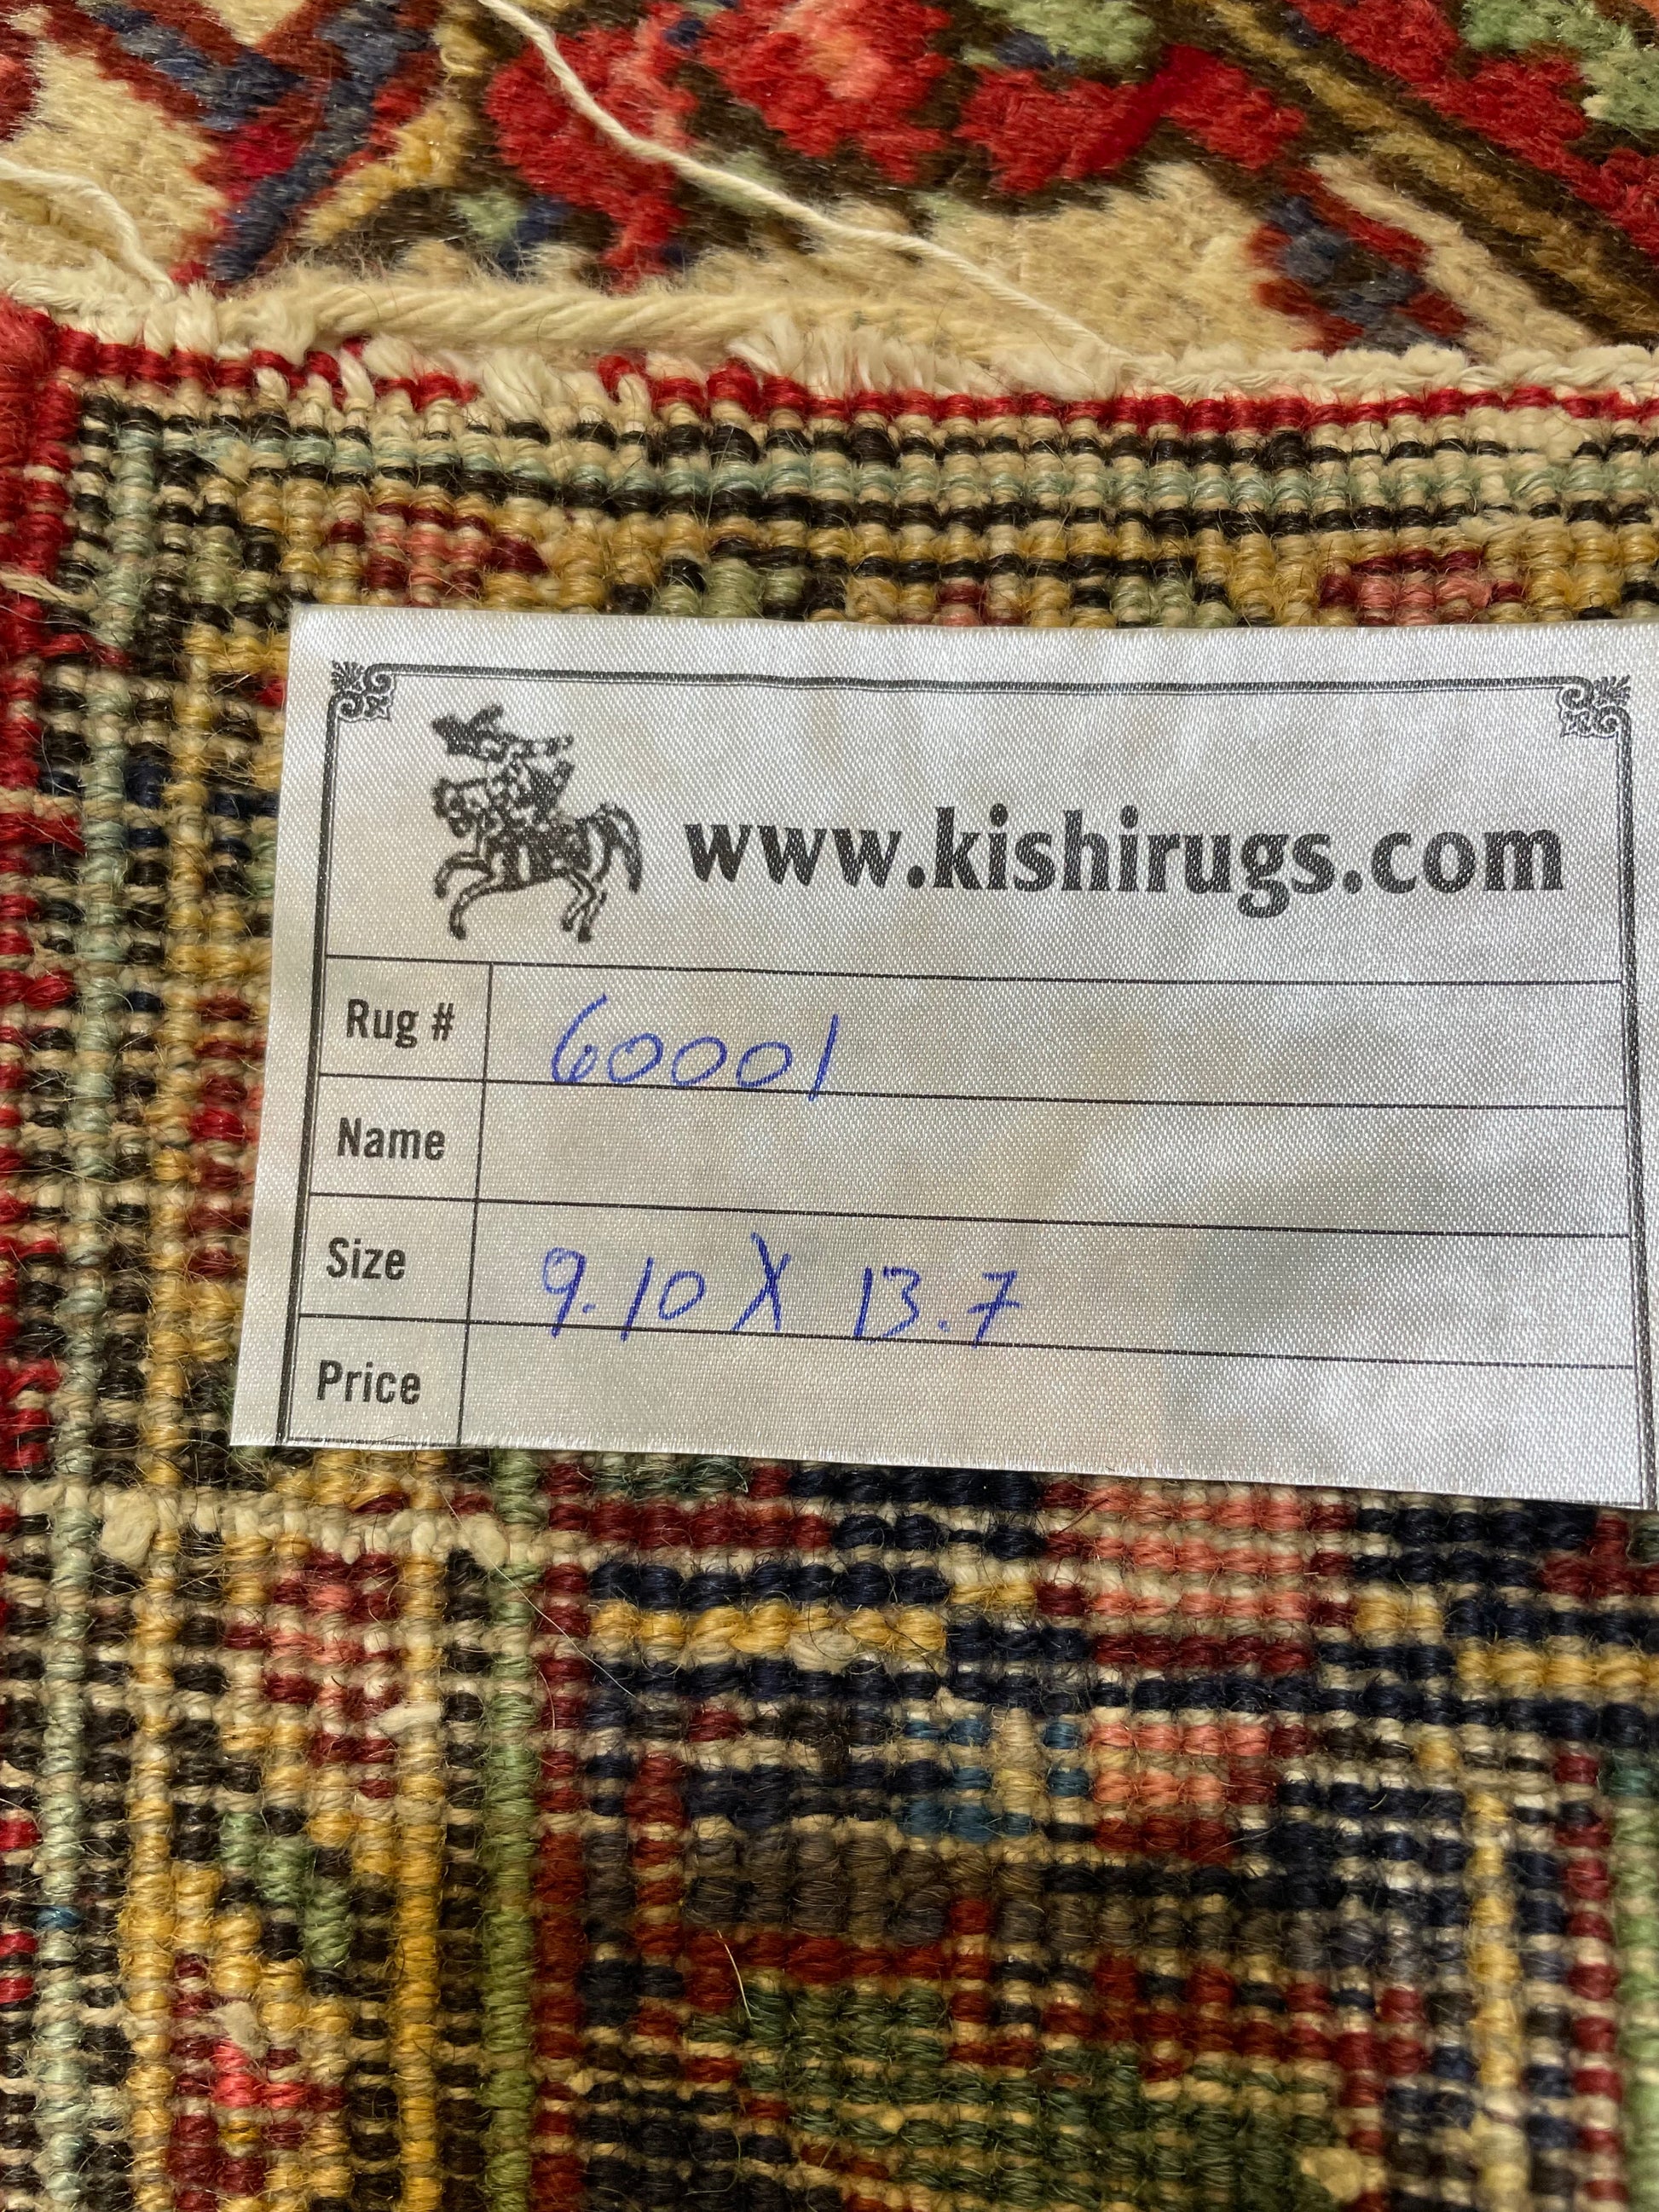 www.kishirugs.com
Rug # 60001
Name
Size 9.10 X 13.7
Price